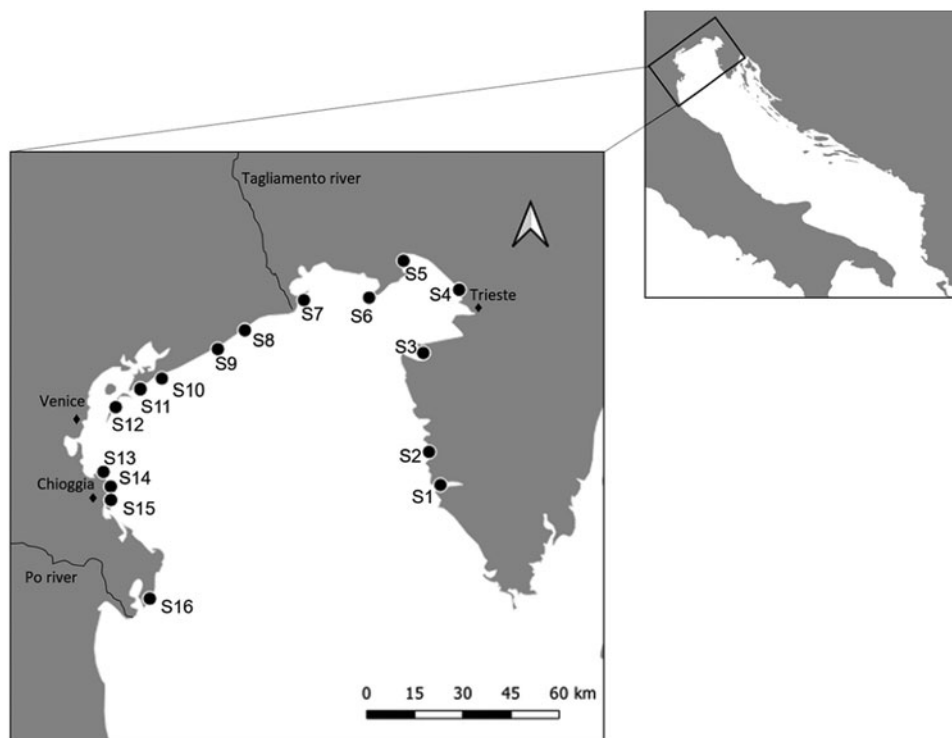 Tagliamento river
S5
S4
Trieste
S7
S6
S8
S3
S9
S10
S11
Venice
S12
S2
S13
S14
Chioggia
S1
S15
Po river
S16
0 15 30 45 60 km